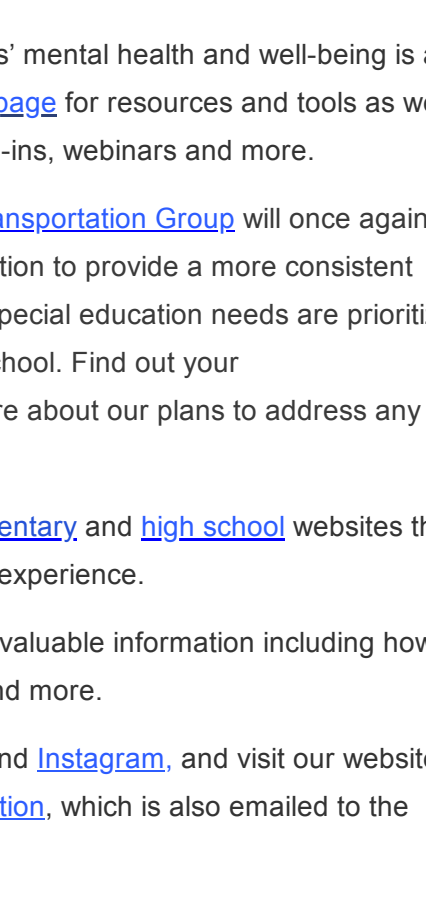 s’ mental health and well-being is a
page for resources and tools as we
-ins, webinars and more.
ansportation Group will once again
tion to provide a more consistent
pecial education needs are prioriti
chool. Find out your
re about our plans to address any
entary and high school websites th
experience.
valuable information including how
nd more.
nd Instagram, and visit our website
tion, which is also emailed to the